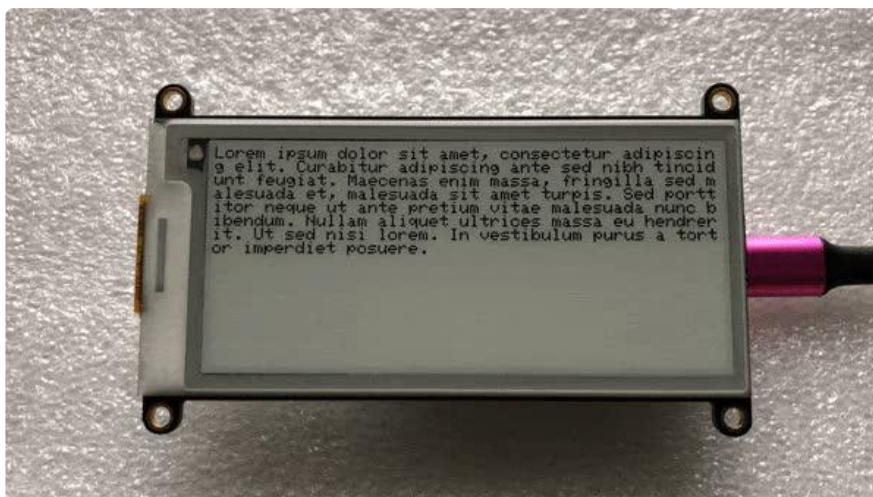 Lorem ipsum dolor sit amet, consectetur adipiscin
g elit. Curabitur adipiscing ante sed nibh tincid
unt feugiat. Maecenas enim massa, fringilla sed m
alesuada et, malesuada sit amet turpis. Sed portt
itor neque ut ante pretium vitae malesuada nunc b
ibendum. Nullam aliquet ultrices massa eu hendrer
it. Ut sed nisi lorem. In vestibulum purus a tort
or imperdiet posuere.